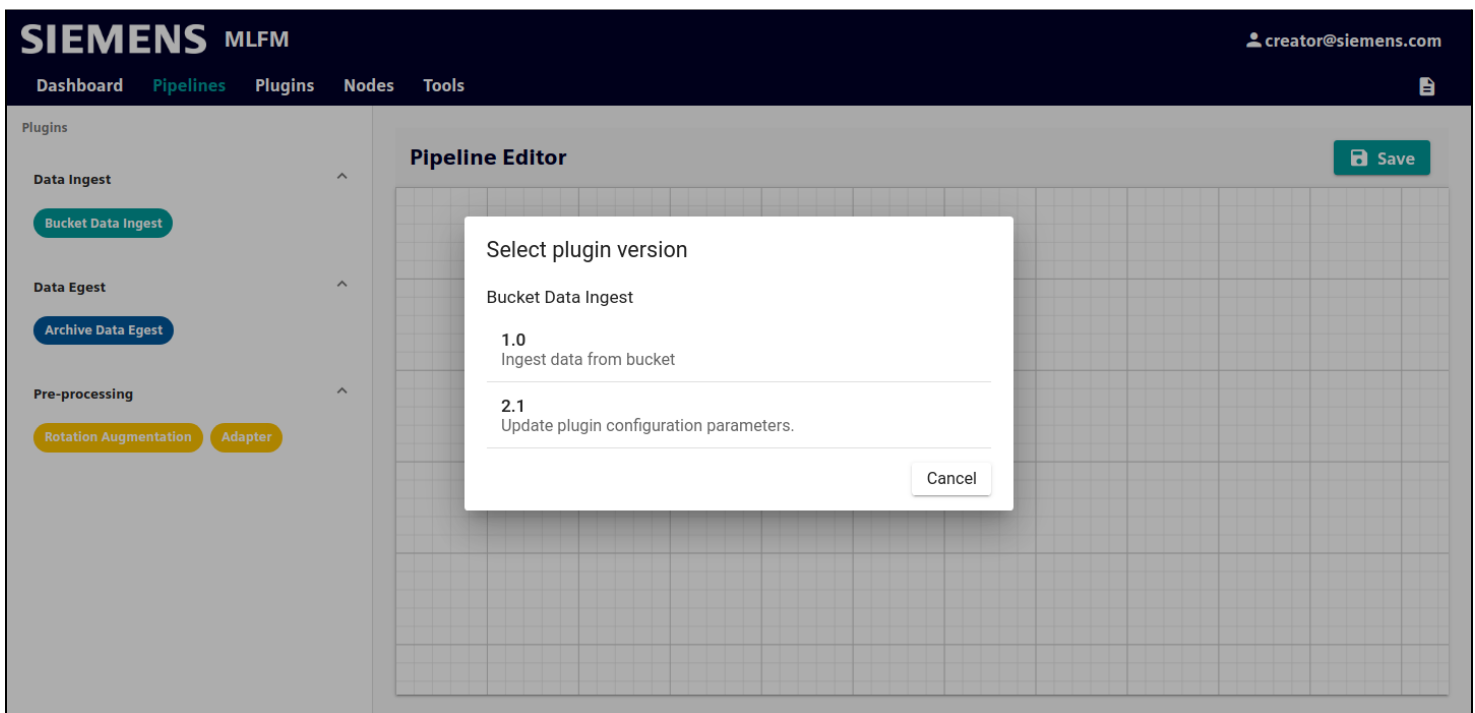 SIEMENS MLFM
creator@siemens.com
Dashboard Pipelines Plugins Nodes Tools
Plugins
Data Ingest
Bucket Data Ingest
Data Egest
Archive Data Egest
Pre-processing
Rotation Augmentation Adapter
Pipeline Editor
Save
Select plugin version
Bucket Data Ingest
1.0
Ingest data from bucket
2.1
Update plugin configuration parameters.
Cancel